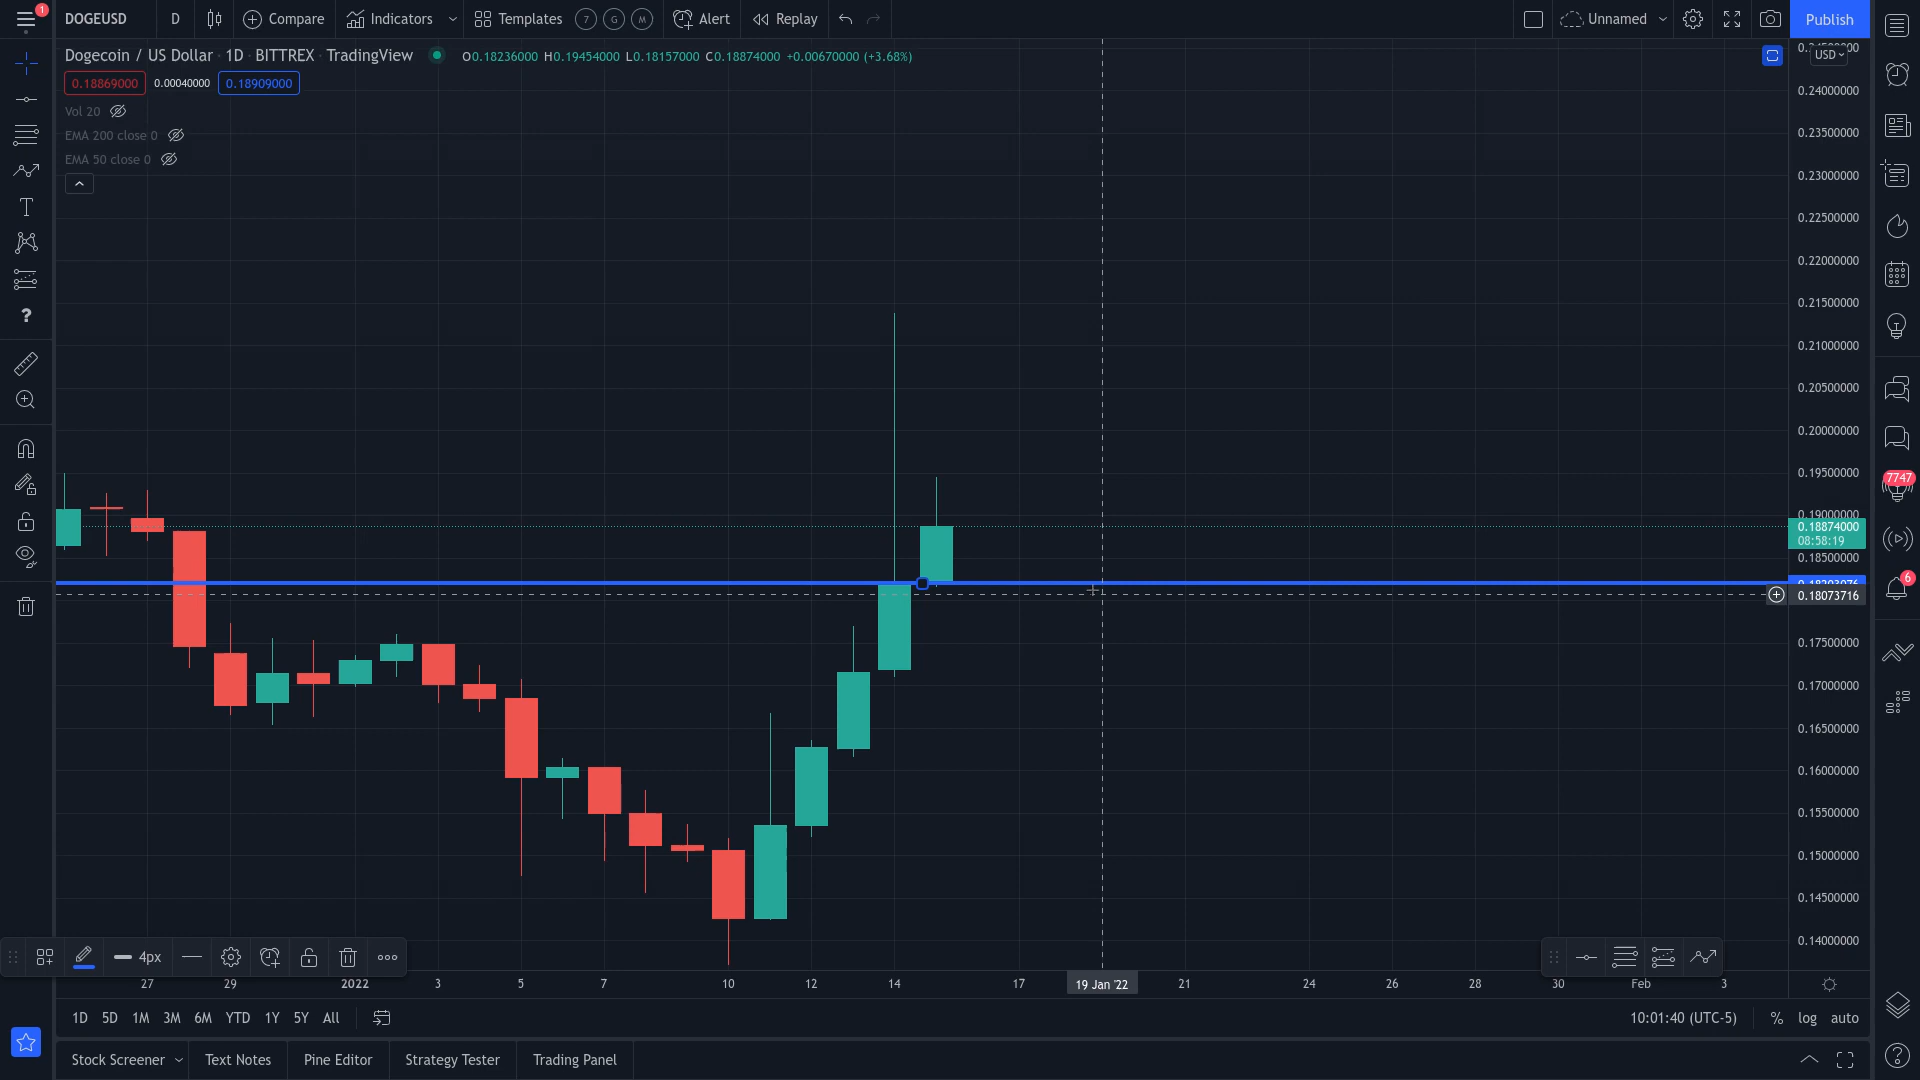 1
DOGEUSD D Compare Indicators Templates 7 G M Alert Replay Unnamed Publish
Dogecoin / US Dollar · 1D · BITTREX · TradingView O0.18236000 H0.19454000 L0.18157000 C0.18874000 +0.00670000 (+3.68%)
USD
0.18869000 0.00040000 0.18909000
Vol 20
EMA 200 close 0
EMA 50 close 0
T
?
0.24000000
0.23500000
0.23000000
0.22500000
0.22000000
0.21500000
0.21000000
0.20500000
0.20000000
0.19500000
0.19000000
0.18874000
08:58:19
0.18500000
0.18073716
0.17500000
0.17000000
0.16500000
0.16000000
0.15500000
0.15000000
0.14500000
0.14000000
7747
6
4px
27 29 2022 3 5 7 10 12 14 17 19 Jan '22 21 24 26 28 30 Feb 3
1D 5D 1M 3M 6M YTD 1Y 5Y All 10:01:40 (UTC-5) % log auto
Stock Screener Text Notes Pine Editor Strategy Tester Trading Panel